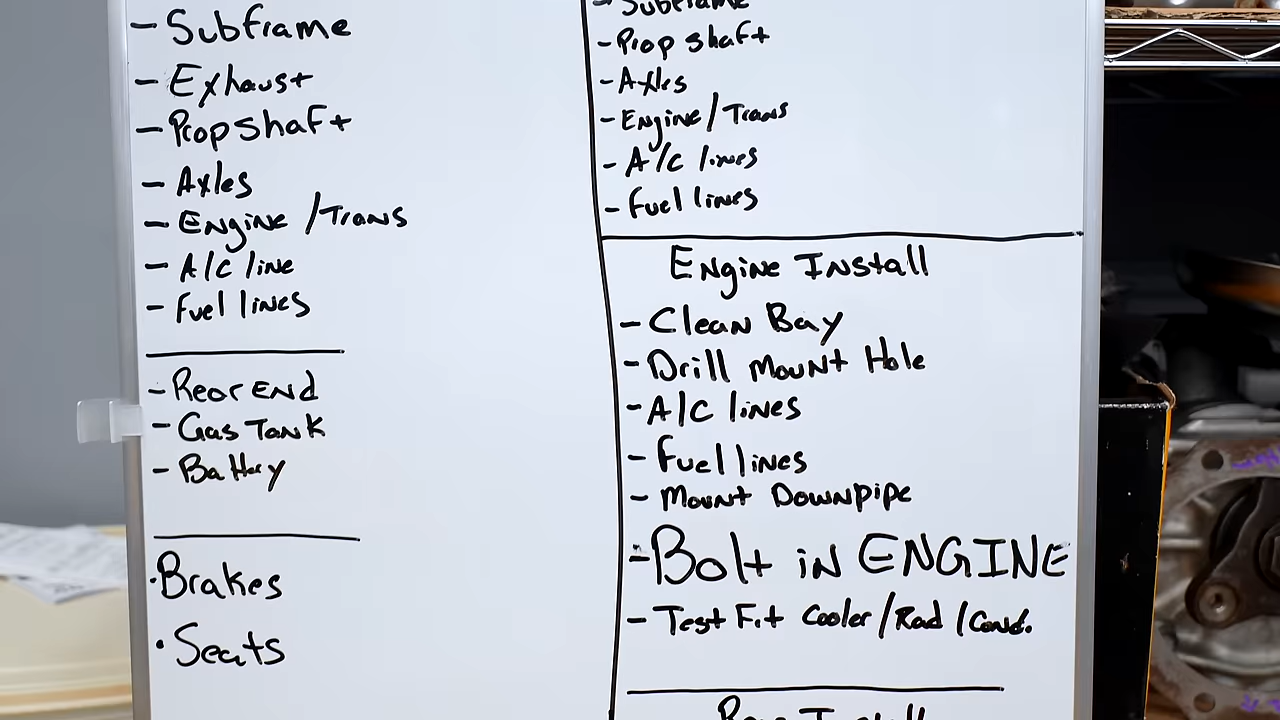 - Subframe
- Exhaust
- Propshaft
- Axles
- Engine / Trans
- A/C line
- Fuel lines
- Rear End
- Gas Tank
- Battery
·Brakes
· Seats
- Subframe
- Prop shaft
- Axles
- Engine / Trans
- A/C lines
- Fuel lines
Engine Install
- Clean Bay
- Drill Mount Hole
- A/C lines
- Fuel lines
- Mount Downpipe
- Bolt in ENGINE
- Test Fit Cooler / Rad / Cond.
Install